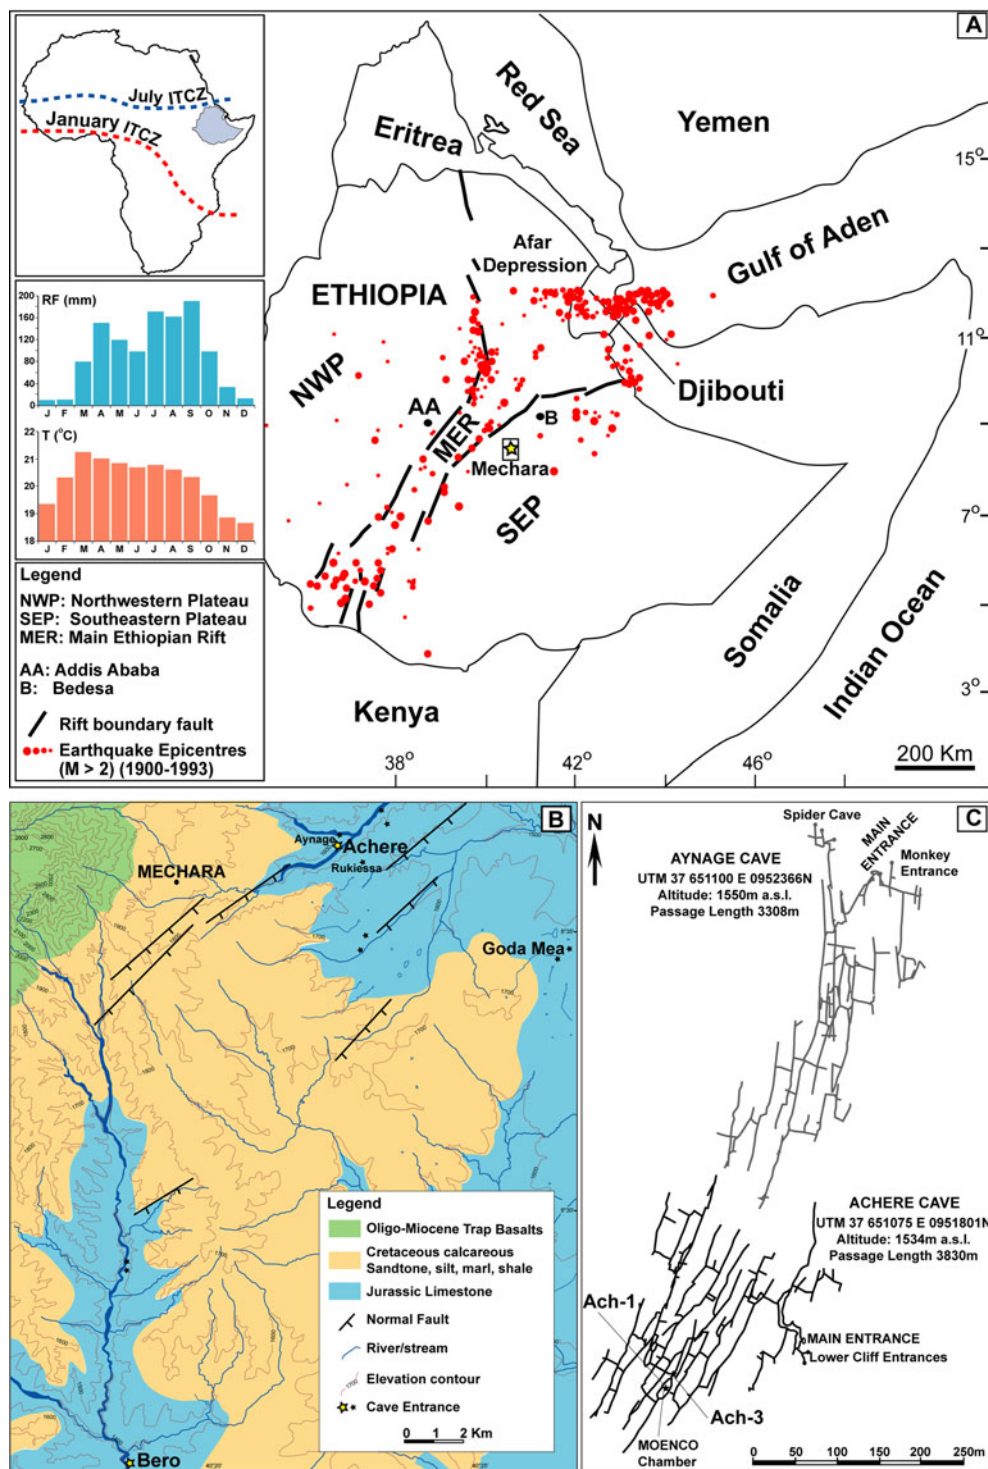 A
July ITCZ
January ITCZ
RF (mm)
200
160
120
80
40
0
J F M A M J J A S O N D
T (°C)
22
21
20
19
18
J F M A M J J A S O N D
Legend
NWP: Northwestern Plateau
SEP: Southeastern Plateau
MER: Main Ethiopian Rift
AA: Addis Ababa
B: Bedesa
Rift boundary fault
Earthquake Epicentres
(M > 2) (1900-1993)
Red Sea
Yemen
Eritrea
15°
Afar
Depression
Gulf of Aden
ETHIOPIA
11°
NWP
Djibouti
AA
B
MER
Mechara
SEP
7°
Somalia
Indian Ocean
3°
Kenya
38°
42°
46°
200 Km
B
Aynage
Achere
Rukiessa
MECHARA
Goda Mea
Bero
Legend
Oligo-Miocene Trap Basalts
Cretaceous calcareous
Sandtone, silt, marl, shale
Jurassic Limestone
Normal Fault
River/stream
Elevation contour
Cave Entrance
0 1 2 Km
C
N
Spider Cave
MAIN
ENTRANCE
Monkey
Entrance
AYNAGE CAVE
UTM 37 651100 E 0952366N
Altitude: 1550m a.s.l.
Passage Length 3308m
ACHERE CAVE
UTM 37 651075 E 0951801N
Altitude: 1534m a.s.l.
Passage Length 3830m
Ach-1
MAIN ENTRANCE
Lower Cliff Entrances
Ach-3
MOENCO
Chamber
0 50 100 150 200 250m